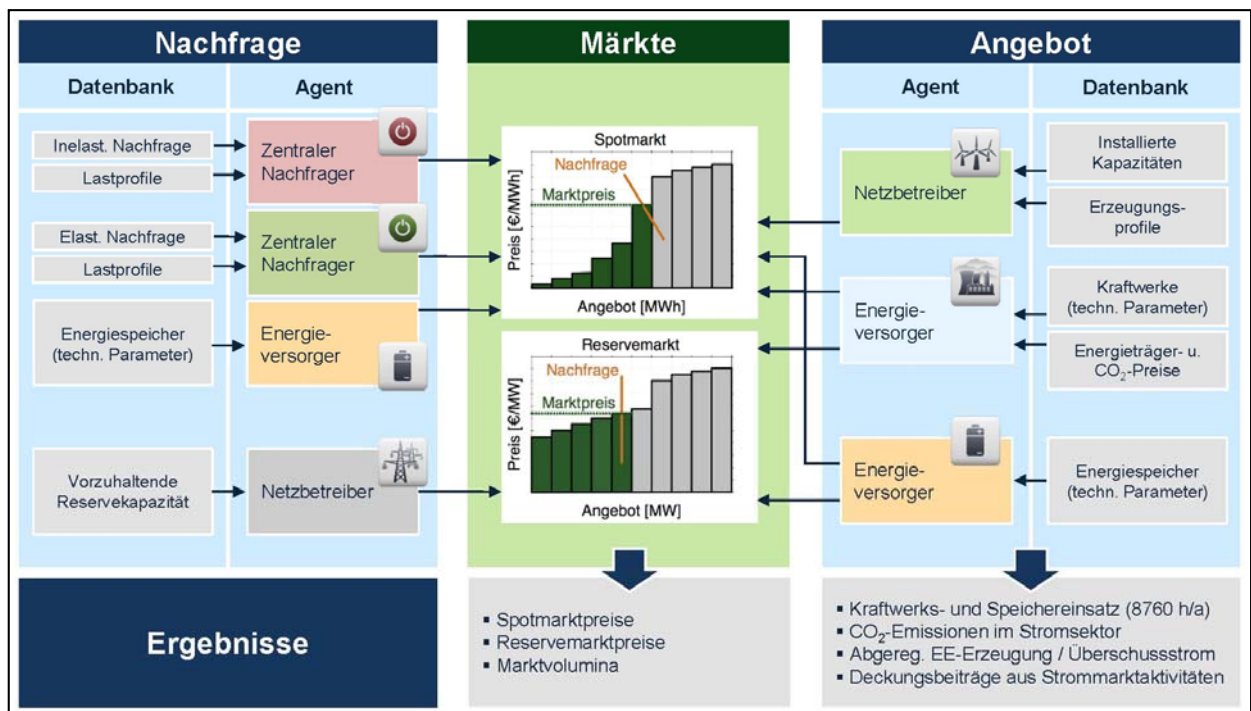 Nachfrage
Datenbank
Agent
Inelast. Nachfrage
Lastprofile
Zentraler
Nachfrager
Elast. Nachfrage
Lastprofile
Zentraler
Nachfrager
Energiespeicher
(techn. Parameter)
Energie-
versorger
Vorzuhaltende
Reservekapazität
Netzbetreiber
Märkte
Spotmarkt
Nachfrage
Marktpreis
Preis [€/MWh]
Angebot [MWh]
Reservemarkt
Nachfrage
Marktpreis
Preis [€/MW]
Angebot [MW]
Angebot
Agent
Datenbank
Netzbetreiber
Installierte
Kapazitäten
Erzeugungs-
profile
Energie-
versorger
Kraftwerke
(techn. Parameter)
Energieträger- u.
CO₂-Preise
Energie-
versorger
Energiespeicher
(techn. Parameter)
Ergebnisse
▪ Spotmarktpreise
▪ Reservemarktpreise
▪ Marktvolumina
▪ Kraftwerks- und Speichereinsatz (8760 h/a)
▪ CO₂-Emissionen im Stromsektor
▪ Abgereg. EE-Erzeugung / Überschussstrom
▪ Deckungsbeiträge aus Strommarktaktivitäten